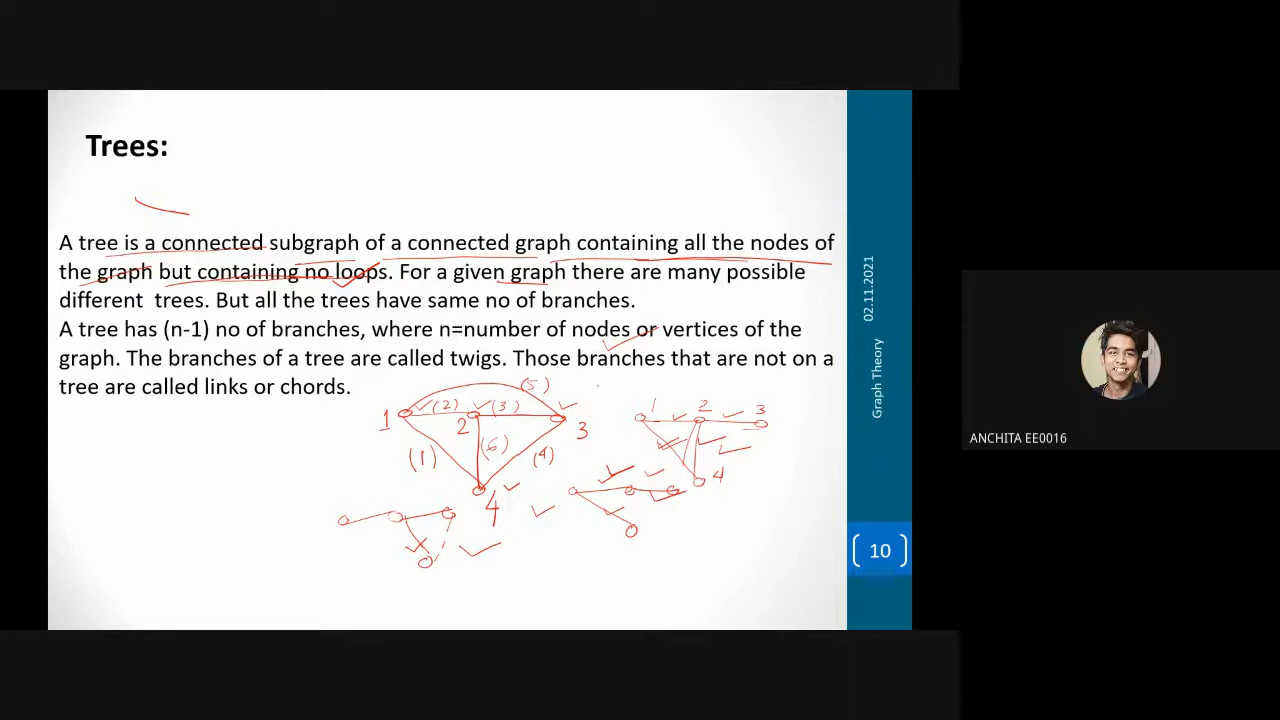 Trees:
A tree is a connected subgraph of a connected graph containing all the nodes of
the graph but containing no loops. For a given graph there are many possible
different trees. But all the trees have same no of branches.
A tree has (n-1) no of branches, where n=number of nodes or vertices of the
graph. The branches of a tree are called twigs. Those branches that are not on a
tree are called links or chords.
(5)
1 (2) 2 (3) 3
(1) (6) (4)
4
1 2 3
4
02.11.2021
Graph Theory
10
ANCHITA EE0016